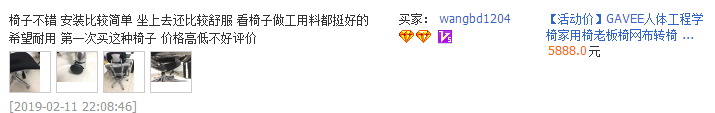 椅子不错 安装比较简单 坐上去还比较舒服 看椅子做工用料都挺好的
希望耐用 第一次买这种椅子 价格高低不好评价
[2019-02-11 22:08:46]
买家： wangbd1204
【活动价】GAVEE人体工程学
椅家用椅老板椅网布转椅 ...
5888.0元